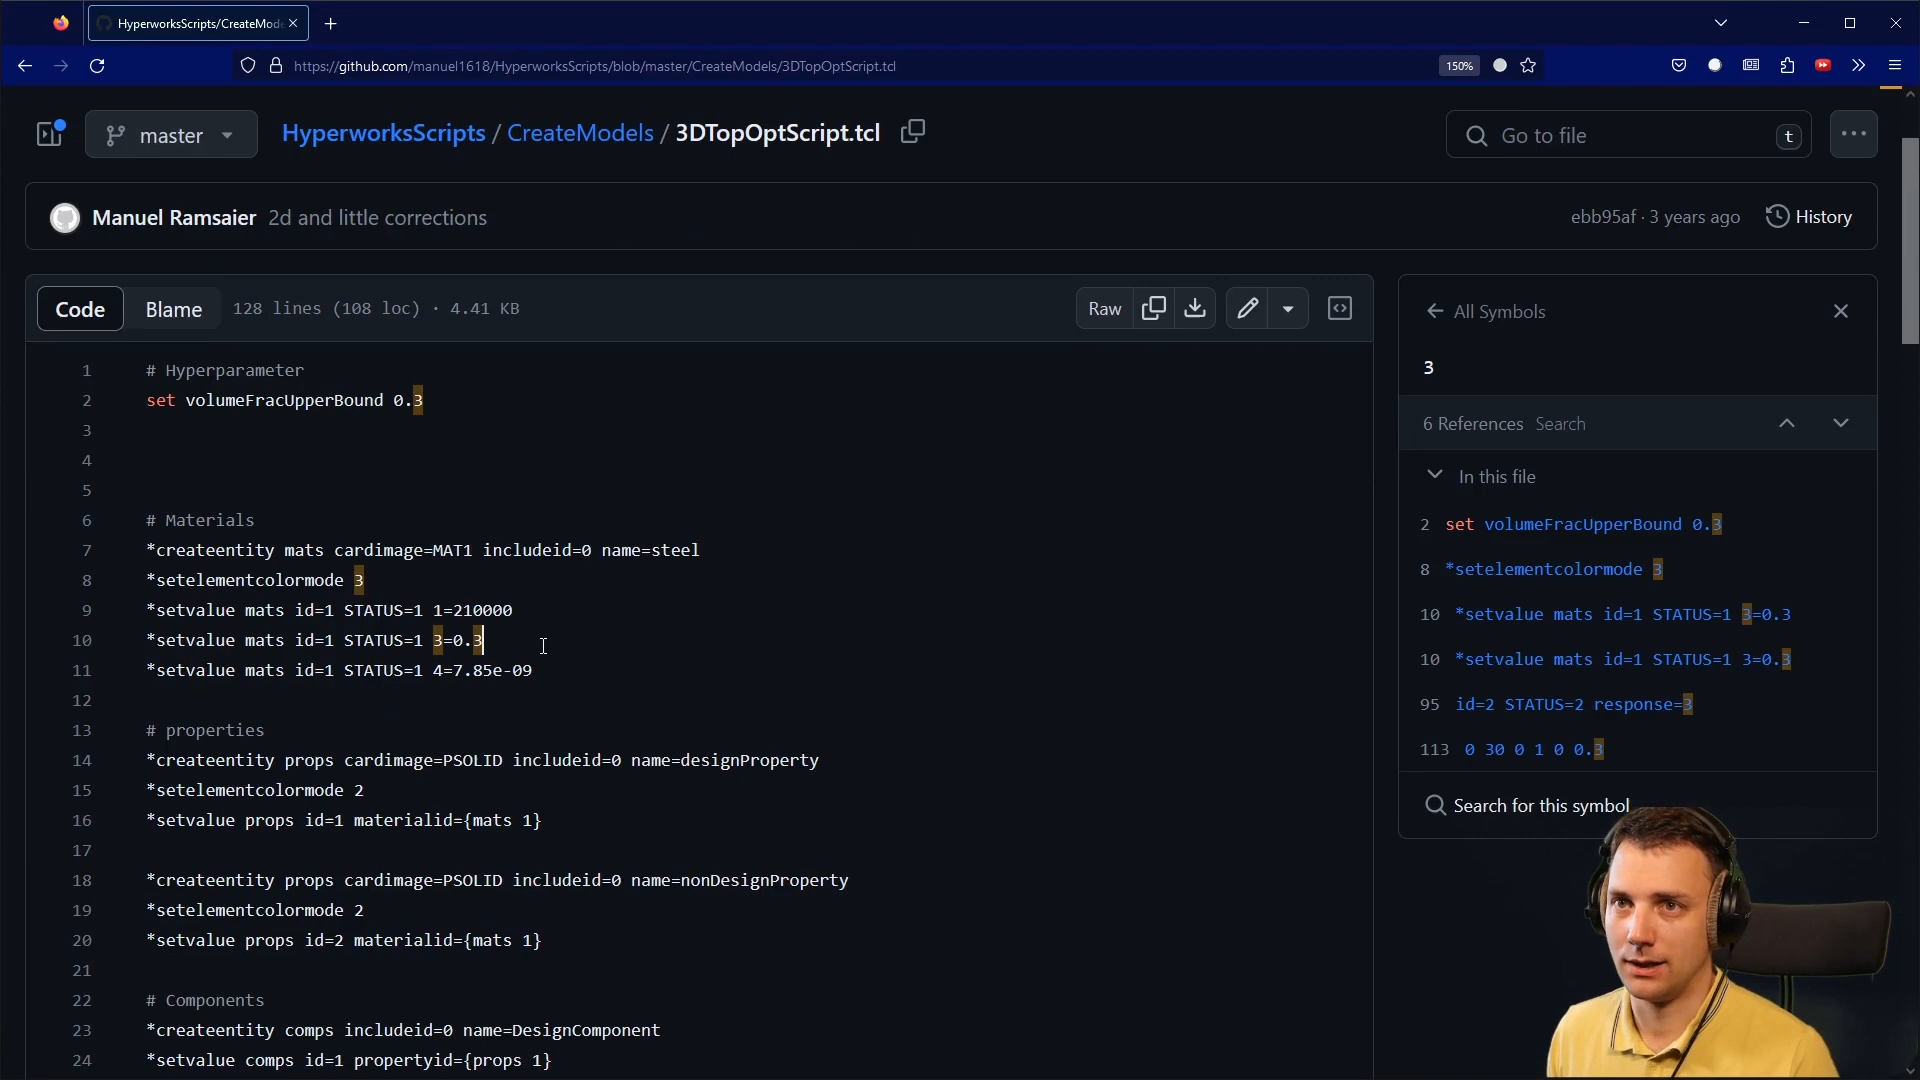 HyperworksScripts/CreateMod
https://github.com/manuel1618/HyperworksScripts/blob/master/CreateModels/3DTopOptScript.tcl
150%
master
HyperworksScripts / CreateModels / 3DTopOptScript.tcl
Go to file
t
Manuel Ramsaier 2d and little corrections
ebb95af · 3 years ago
History
Code
Blame
128 lines (108 loc) · 4.41 KB
Raw
1 # Hyperparameter
2 set volumeFracUpperBound 0.3
3
4
5
6 # Materials
7 *createentity mats cardimage=MAT1 includeid=0 name=steel
8 *setelementcolormode 3
9 *setvalue mats id=1 STATUS=1 1=210000
10 *setvalue mats id=1 STATUS=1 3=0.3
11 *setvalue mats id=1 STATUS=1 4=7.85e-09
12
13 # properties
14 *createentity props cardimage=PSOLID includeid=0 name=designProperty
15 *setelementcolormode 2
16 *setvalue props id=1 materialid={mats 1}
17
18 *createentity props cardimage=PSOLID includeid=0 name=nonDesignProperty
19 *setelementcolormode 2
20 *setvalue props id=2 materialid={mats 1}
21
22 # Components
23 *createentity comps includeid=0 name=DesignComponent
24 *setvalue comps id=1 propertyid={props 1}
All Symbols
3
6 References Search
In this file
2 set volumeFracUpperBound 0.3
8 *setelementcolormode 3
10 *setvalue mats id=1 STATUS=1 3=0.3
10 *setvalue mats id=1 STATUS=1 3=0.3
95 id=2 STATUS=2 response=3
113 0 30 0 1 0 0.3
Search for this symbol